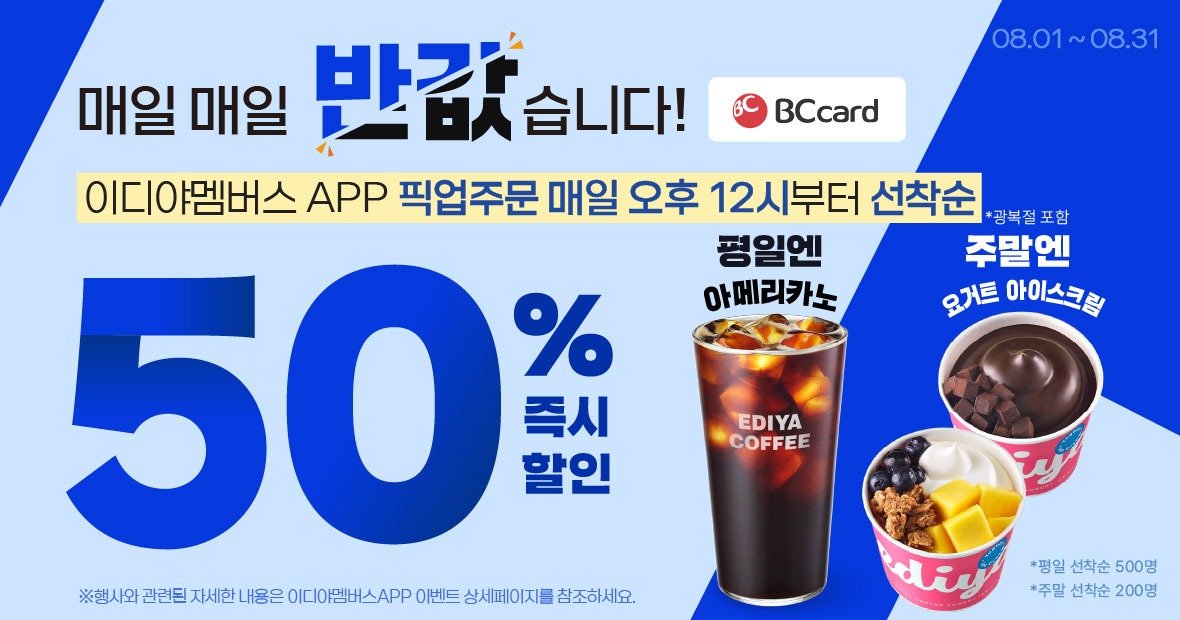 08.01 ~ 08.31
매일 매일 반값습니다!
BC BCcard
이디야멤버스 APP 픽업주문 매일 오후 12시부터 선착순
*광복절 포함
평일엔
아메리카노
주말엔
요거트 아이스크림
50%
즉시
할인
EDIYA
COFFEE
ediya
*평일 선착순 500명
*주말 선착순 200명
※행사와 관련된 자세한 내용은 이디야멤버스APP 이벤트 상세페이지를 참조하세요.